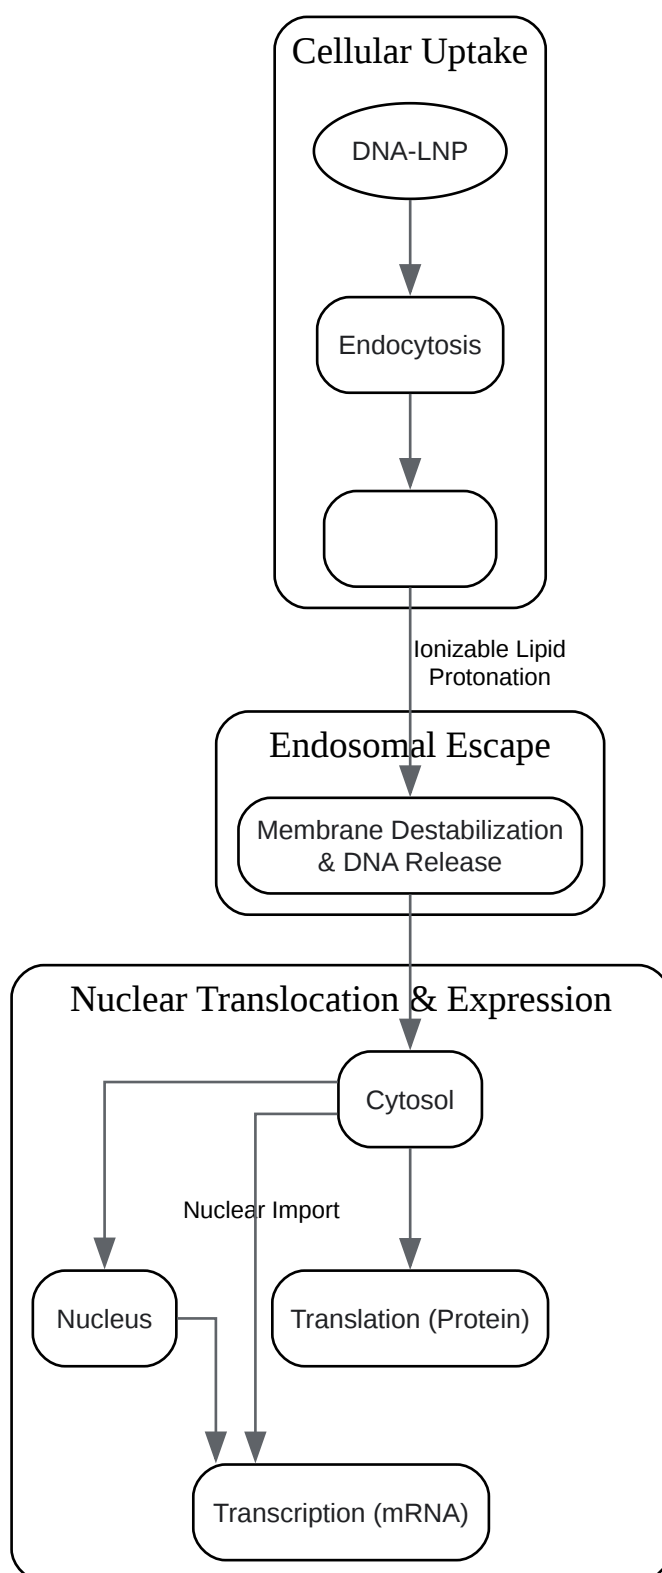 Cellular Uptake
DNA-LNP
Endocytosis
Ionizable Lipid
Protonation
Endosomal Escape
Membrane Destabilization
& DNA Release
Nuclear Translocation & Expression
Cytosol
Nuclear Import
Nucleus
Translation (Protein)
Transcription (mRNA)